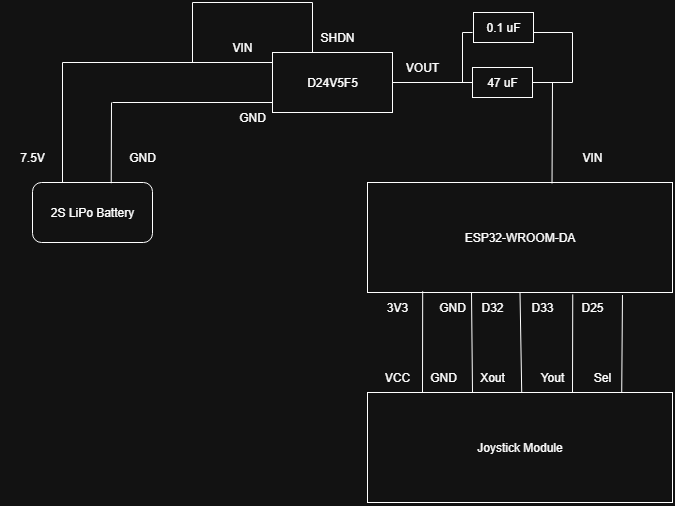 0.1 uF
SHDN
VIN
D24V5F5
VOUT
47 uF
GND
7.5V
GND
VIN
2S LiPo Battery
ESP32-WROOM-DA
3V3
GND
D32
D33
D25
VCC
GND
Xout
Yout
Sel
Joystick Module